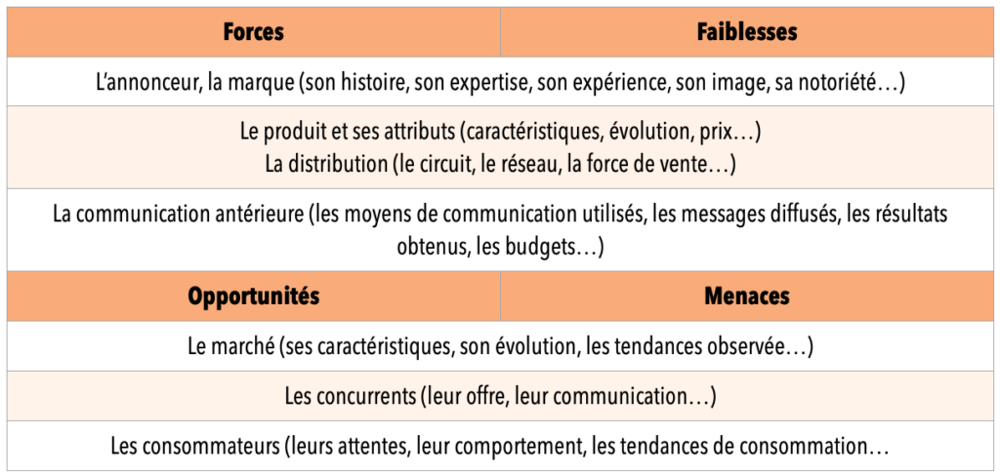 Forces
Faiblesses
L'annonceur, la marque (son histoire, son expertise, son expérience, son image, sa notoriété…)
Le produit et ses attributs (caractéristiques, évolution, prix…)
La distribution (le circuit, le réseau, la force de vente…)
La communication antérieure (les moyens de communication utilisés, les messages diffusés, les résultats
obtenus, les budgets…)
Opportunités
Menaces
Le marché (ses caractéristiques, son évolution, les tendances observée…)
Les concurrents (leur offre, leur communication…)
Les consommateurs (leurs attentes, leur comportement, les tendances de consommation…